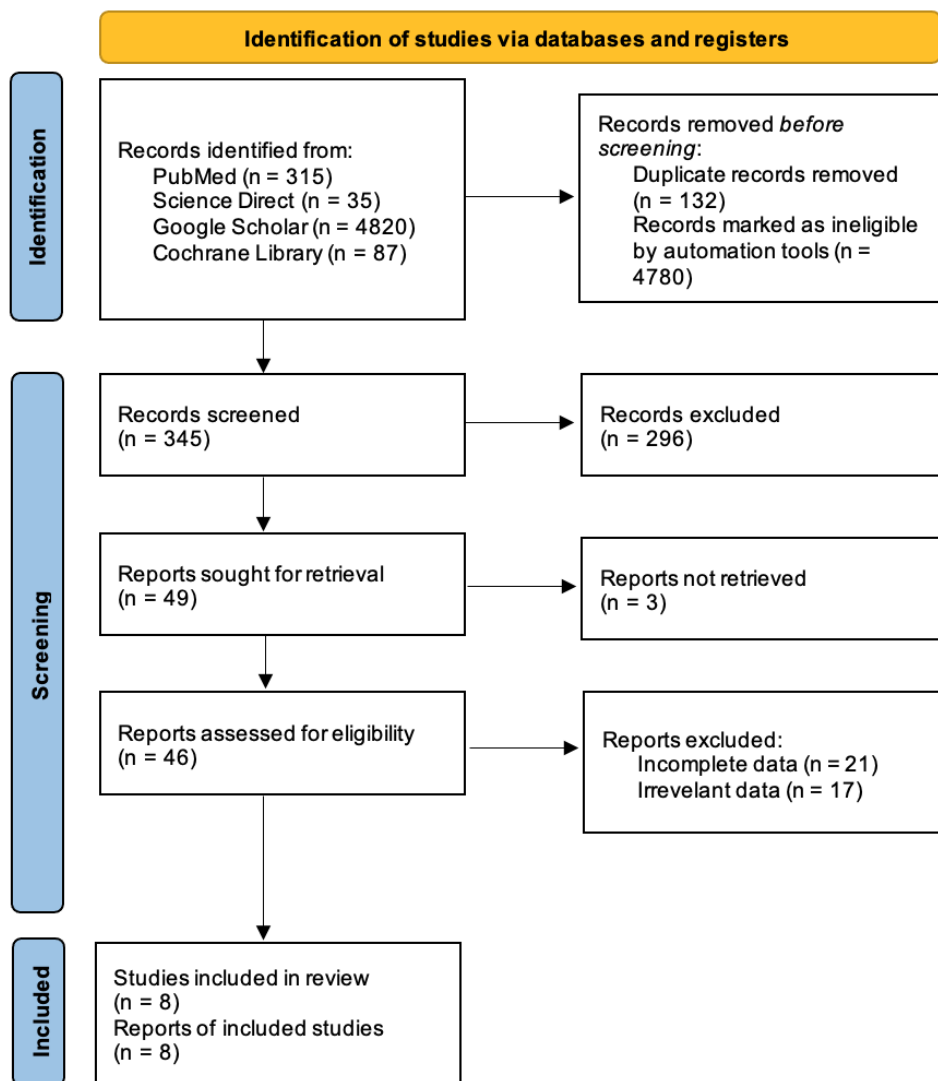 Identification of studies via databases and registers
Identification
Records identified from:
PubMed (n = 315)
Science Direct (n = 35)
Google Scholar (n = 4820)
Cochrane Library (n = 87)
Records removed before
screening:
Duplicate records removed
(n = 132)
Records marked as ineligible
by automation tools (n =
4780)
Screening
Records screened
(n = 345)
Records excluded
(n = 296)
Reports sought for retrieval
(n = 49)
Reports not retrieved
(n = 3)
Reports assessed for eligibility
(n = 46)
Reports excluded:
Incomplete data (n = 21)
Irrevelant data (n = 17)
Included
Studies included in review
(n = 8)
Reports of included studies
(n = 8)